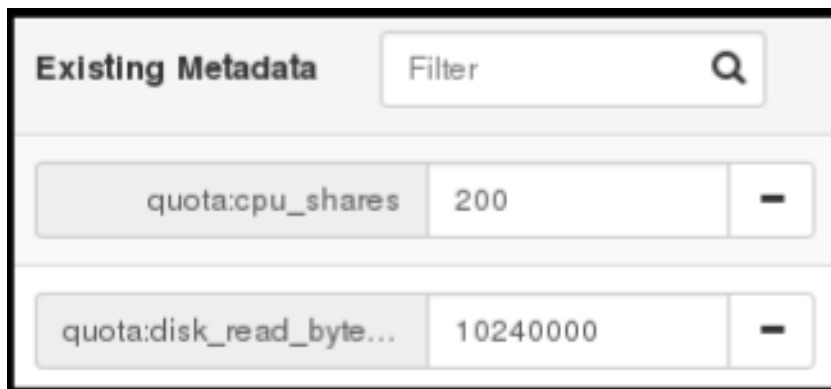 Existing Metadata Filter
quota:cpu_shares 200
quota:disk_read_byte... 10240000